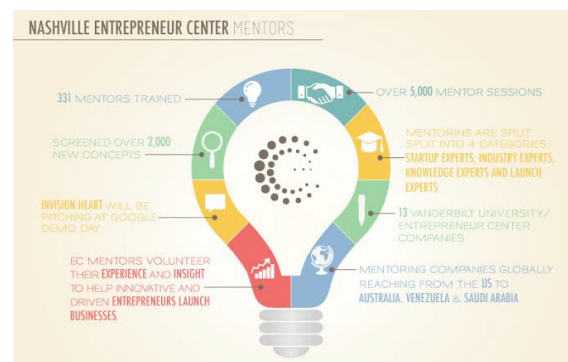 NASHVILLE ENTREPRENEUR CENTER MENTORS
331 MENTORS TRAINED
OVER 5,000 MENTOR SESSIONS
SCREENED OVER 2,000
NEW CONCEPTS
MENTORING ARE SPLIT
SPLIT INTO 4 CATEGORIES:
STARTUP EXPERTS, INDUSTRY EXPERTS,
KNOWLEDGE EXPERTS AND LAUNCH
EXPERTS
INVISION HEART WILL BE
PITCHING AT GOOGLE
DEMO DAY
13 VANDERBILT UNIVERSITY/
ENTREPRENEUR CENTER
COMPANIES
EC MENTORS VOLUNTEER
THEIR EXPERIENCE AND INSIGHT
TO HELP INNOVATIVE AND
DRIVEN ENTREPRENEURS LAUNCH
BUSINESSES
MENTORING COMPANIES GLOBALLY
REACHING FROM THE US TO
AUSTRALIA, VENEZUELA & SAUDI ARABIA